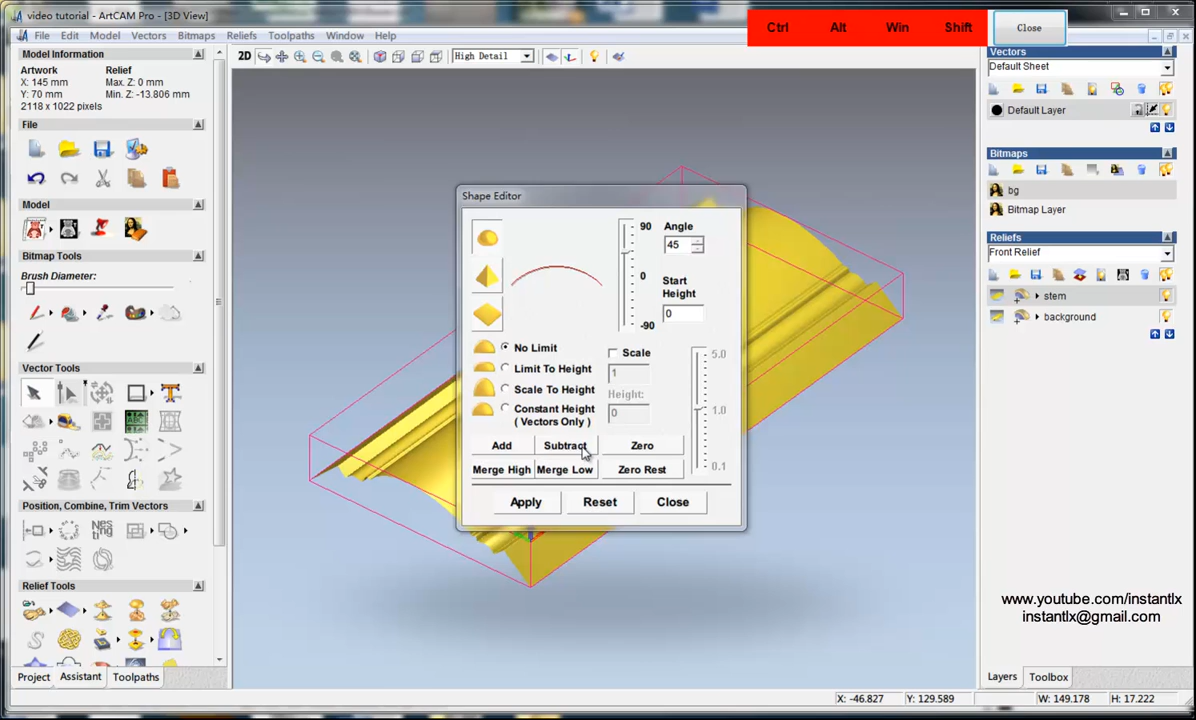 video tutorial - ArtCAM Pro - [3D View]
Ctrl Alt Win Shift Close
File Edit Model Vectors Bitmaps Reliefs Toolpaths Window Help
Model Information
Artwork Relief
X: 145 mm Max. Z: 0 mm
Y: 70 mm Min. Z: -13.806 mm
2118 x 1022 pixels
File
Model
Bitmap Tools
Brush Diameter:
Vector Tools
Position, Combine, Trim Vectors
Relief Tools
Project Assistant Toolpaths
2D High Detail
Shape Editor
90 Angle
45
0
Start
Height
0
-90
No Limit
Limit To Height
Scale To Height
Constant Height
( Vectors Only )
Scale
1
Height:
0
5.0
1.0
0.1
Add Subtract Zero
Merge High Merge Low Zero Rest
Apply Reset Close
Vectors
Default Sheet
Default Layer
Bitmaps
bg
Bitmap Layer
Reliefs
Front Relief
stem
background
www.youtube.com/instantlx
instantlx@gmail.com
Layers Toolbox
X: -46.827 Y: 129.589 W: 149.178 H: 17.222